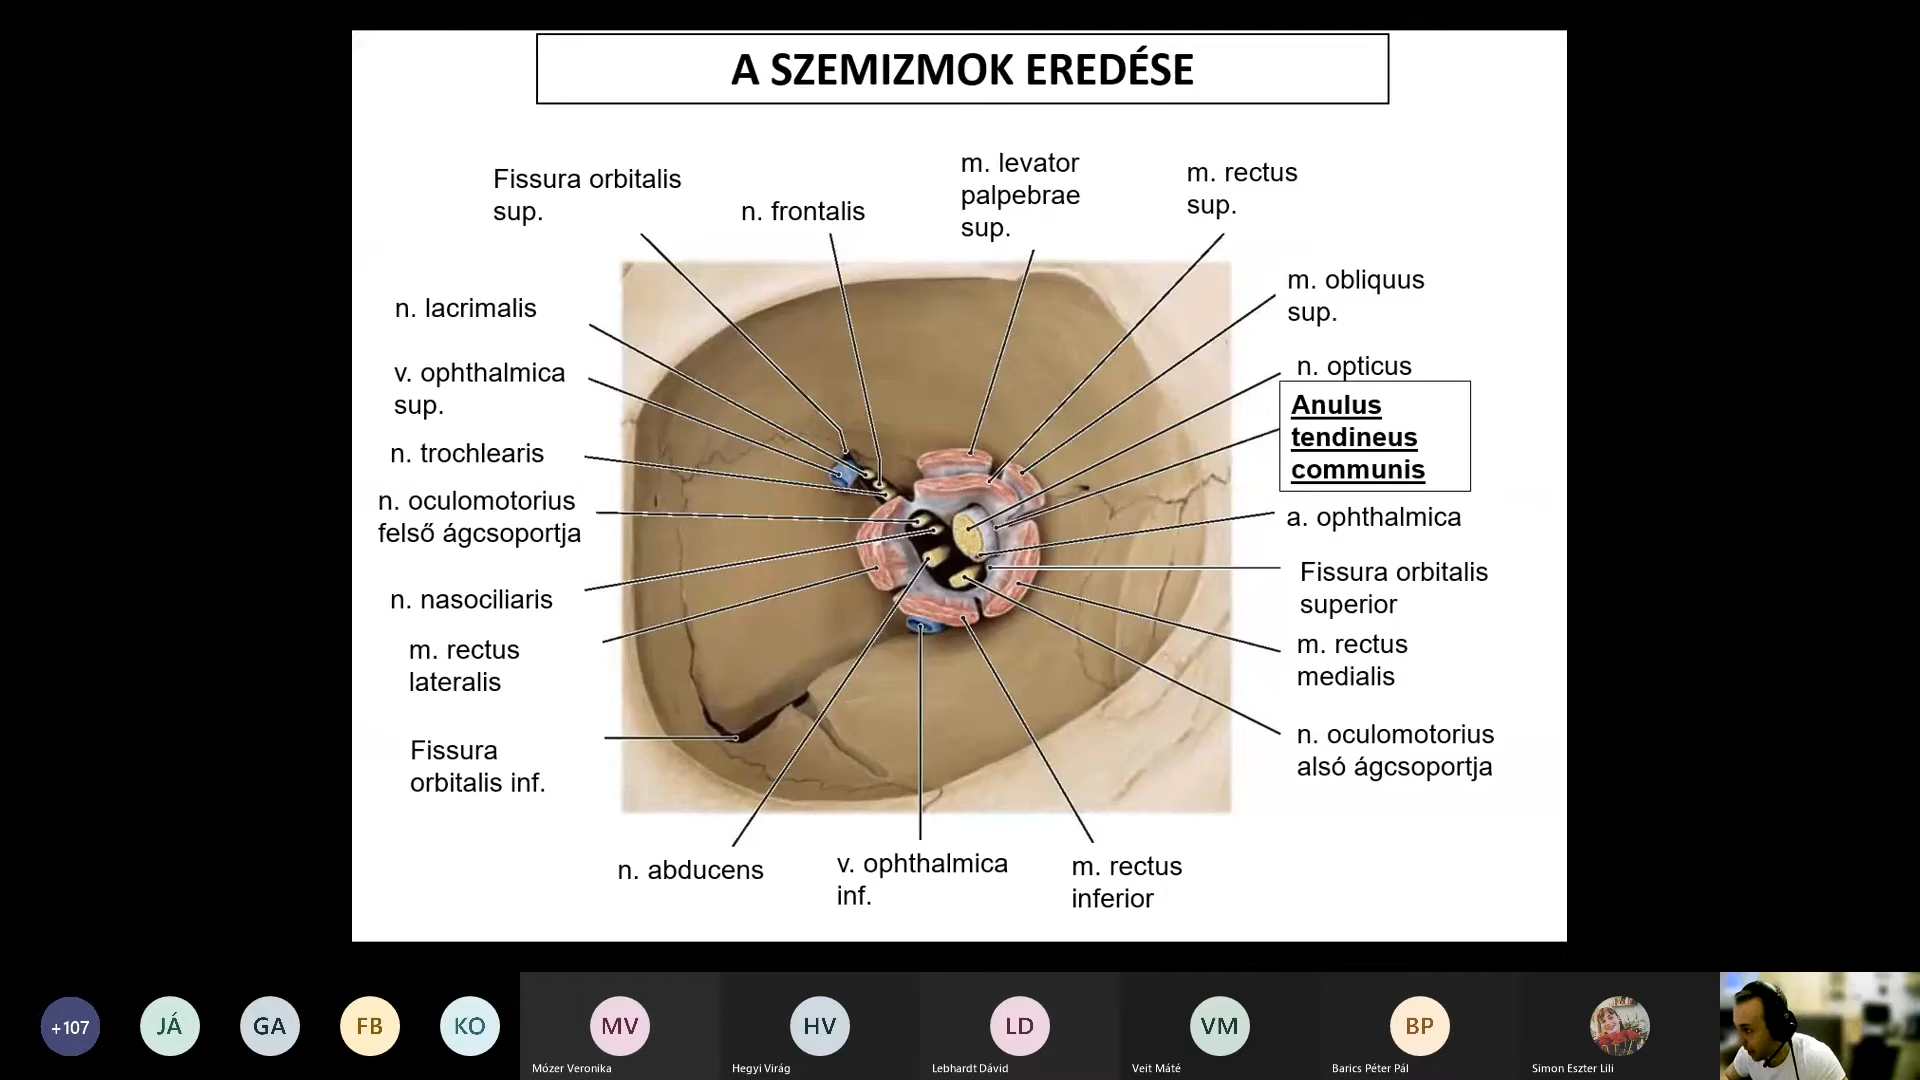 A SZEMIZMOK EREDÉSE
Fissura orbitalis
sup.
n. frontalis
m. levator
palpebrae
sup.
m. rectus
sup.
n. lacrimalis
m. obliquus
sup.
v. ophthalmica
sup.
n. opticus
Anulus
tendineus
communis
n. trochlearis
n. oculomotorius
felső ágcsoportja
a. ophthalmica
n. nasociliaris
Fissura orbitalis
superior
m. rectus
lateralis
m. rectus
medialis
Fissura
orbitalis inf.
n. oculomotorius
alsó ágcsoportja
n. abducens
v. ophthalmica
inf.
m. rectus
inferior
+107
JÁ
GA
FB
KO
MV
HV
LD
VM
BP
Mózer Veronika
Hegyi Virág
Lebhardt Dávid
Veit Máté
Barics Péter Pál
Simon Eszter Lili